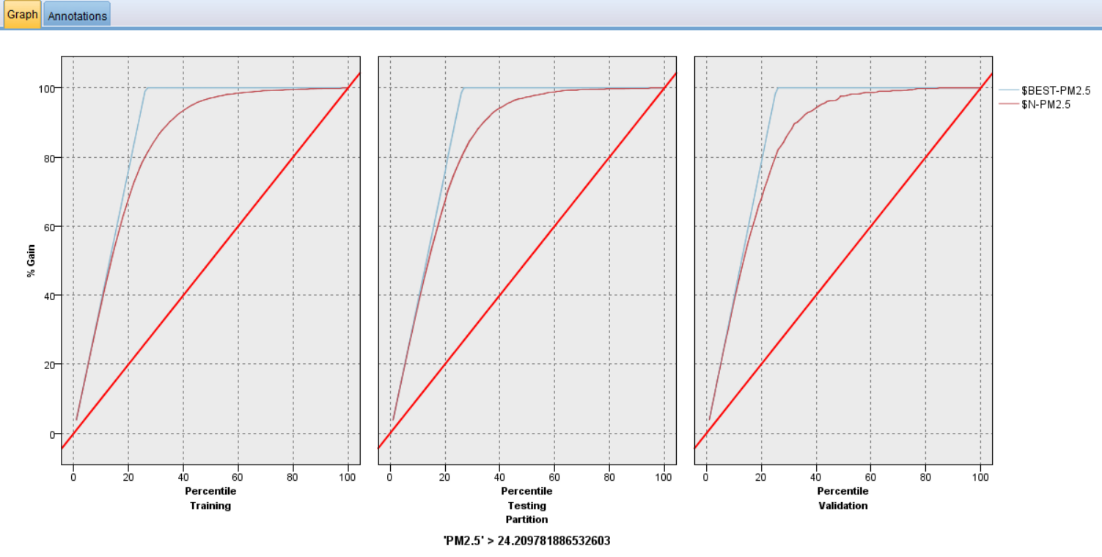 Graph Annotations
% Gain
100
80
60
40
20
0
0 20 40 60 80 100
Percentile
Training
0 20 40 60 80 100
Percentile
Testing
Partition
0 20 40 60 80 100
Percentile
Validation
$BEST-PM2.5
$N-PM2.5
'PM2.5' > 24.209781886532603